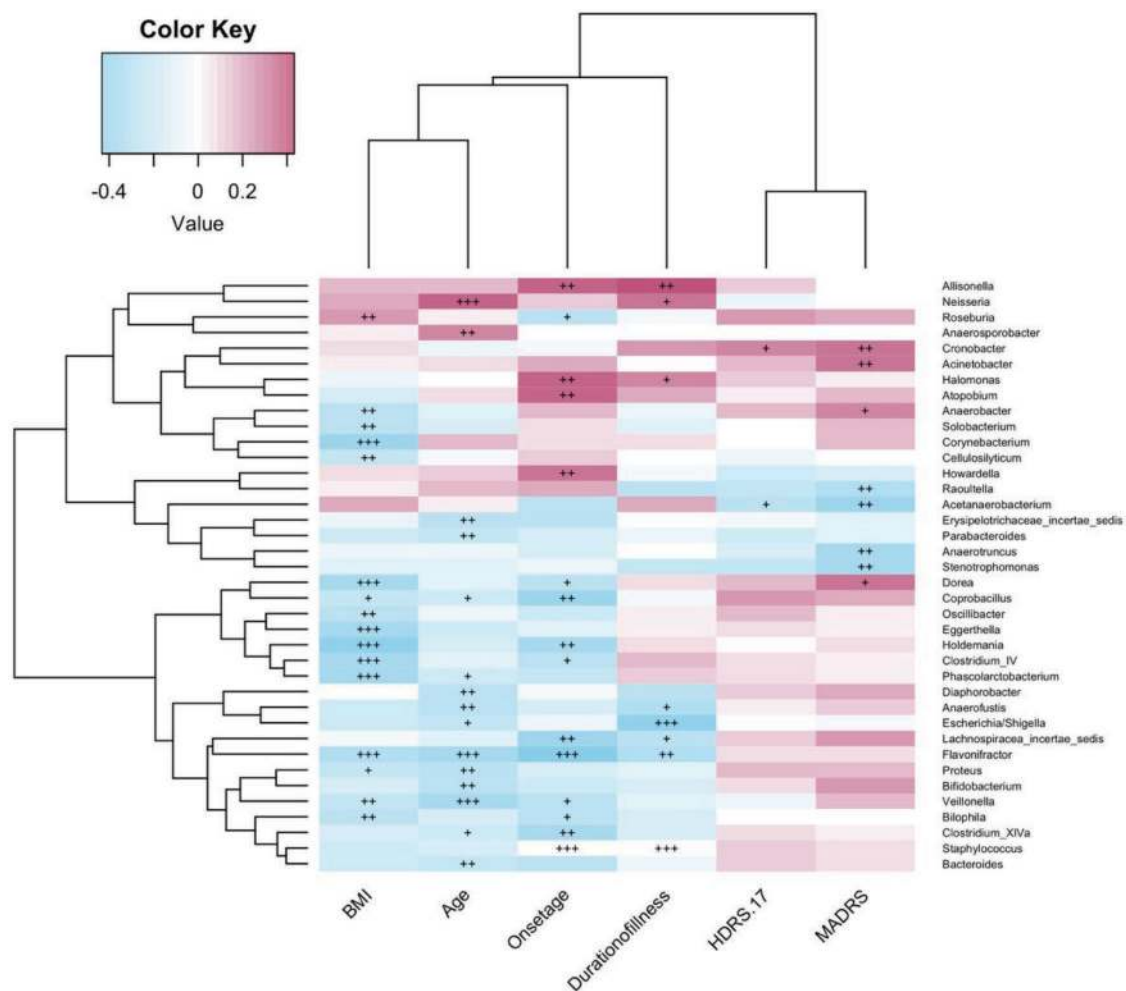 Color Key
-0.4 0 0.2
Value
++ ++ Allisonella
+++ + Neisseria
++ + Roseburia
++ Anaerosporobacter
+ ++ Cronobacter
++ Acinetobacter
++ + Halomonas
++ Atopobium
++ + Anaerobacter
++ Solobacterium
+++ Corynebacterium
++ Cellulosilyticum
++ Howardella
++ Raoultella
+ ++ Acetanaerobacterium
++ Erysipelotrichaceae_incertae_sedis
++ Parabacteroides
++ Anaerotruncus
++ Stenotrophomonas
+++ + + Dorea
+ + ++ Coprobacillus
++ Oscillibacter
+++ Eggerthella
+++ ++ Holdemania
+++ + Clostridium_IV
+++ + Phascolarctobacterium
++ Diaphorobacter
++ + Anaerofustis
+ +++ Escherichia/Shigella
++ + Lachnospiracea_incertae_sedis
+++ +++ +++ ++ Flavonifractor
+ ++ Proteus
++ Bifidobacterium
++ +++ + Veillonella
++ + Bilophila
+ ++ Clostridium_XIVa
+++ +++ Staphylococcus
++ Bacteroides
BMI Age Onsetage Durationofillness HDRS.17 MADRS